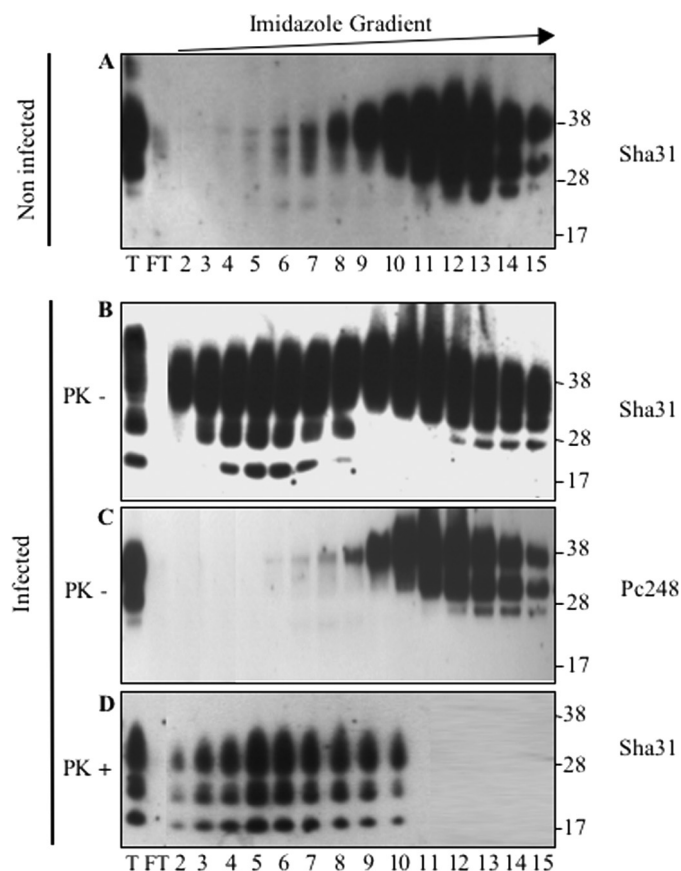 Imidazole Gradient
A
Non infected
-38
-28
-17
Sha31
T FT 2 3 4 5 6 7 8 9 10 11 12 13 14 15
Infected
B
PK -
-38
-28
-17
Sha31
C
PK -
-38
-28
-17
Pc248
D
PK +
-38
-28
-17
Sha31
T FT 2 3 4 5 6 7 8 9 10 11 12 13 14 15